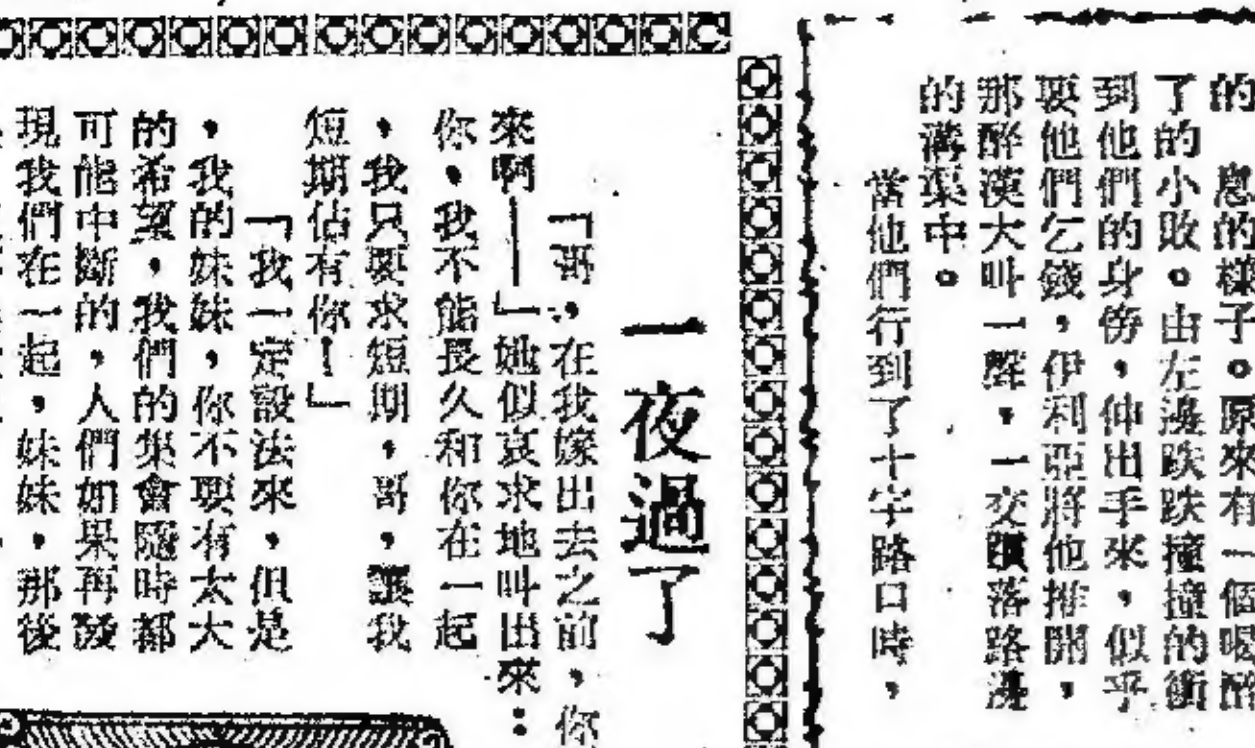 的　息的樣子。原來有一個喝醉
了的小敗。由左邊跌跌撞撞的衝
到他們的身傍，伸出手來，似乎
要他們乞錢，伊利亞將他推開，
那醉漢大叫一聲，一交躓落路邊
的溝渠中。
當他們行到了十字路口時，
一夜過了
「哥，在我嫁出去之前，你
來啊——」她似哀求地叫出來：
你，我不能長久和你在一起
，我只要求短期，哥，讓我
短期佔有你！」
「我一定設法來，但是
，我的妹妹，你不要有太大
的希望，我們的集會隨時都
可能中斷的，人們如果再發
現我們在一起，妹妹，那後